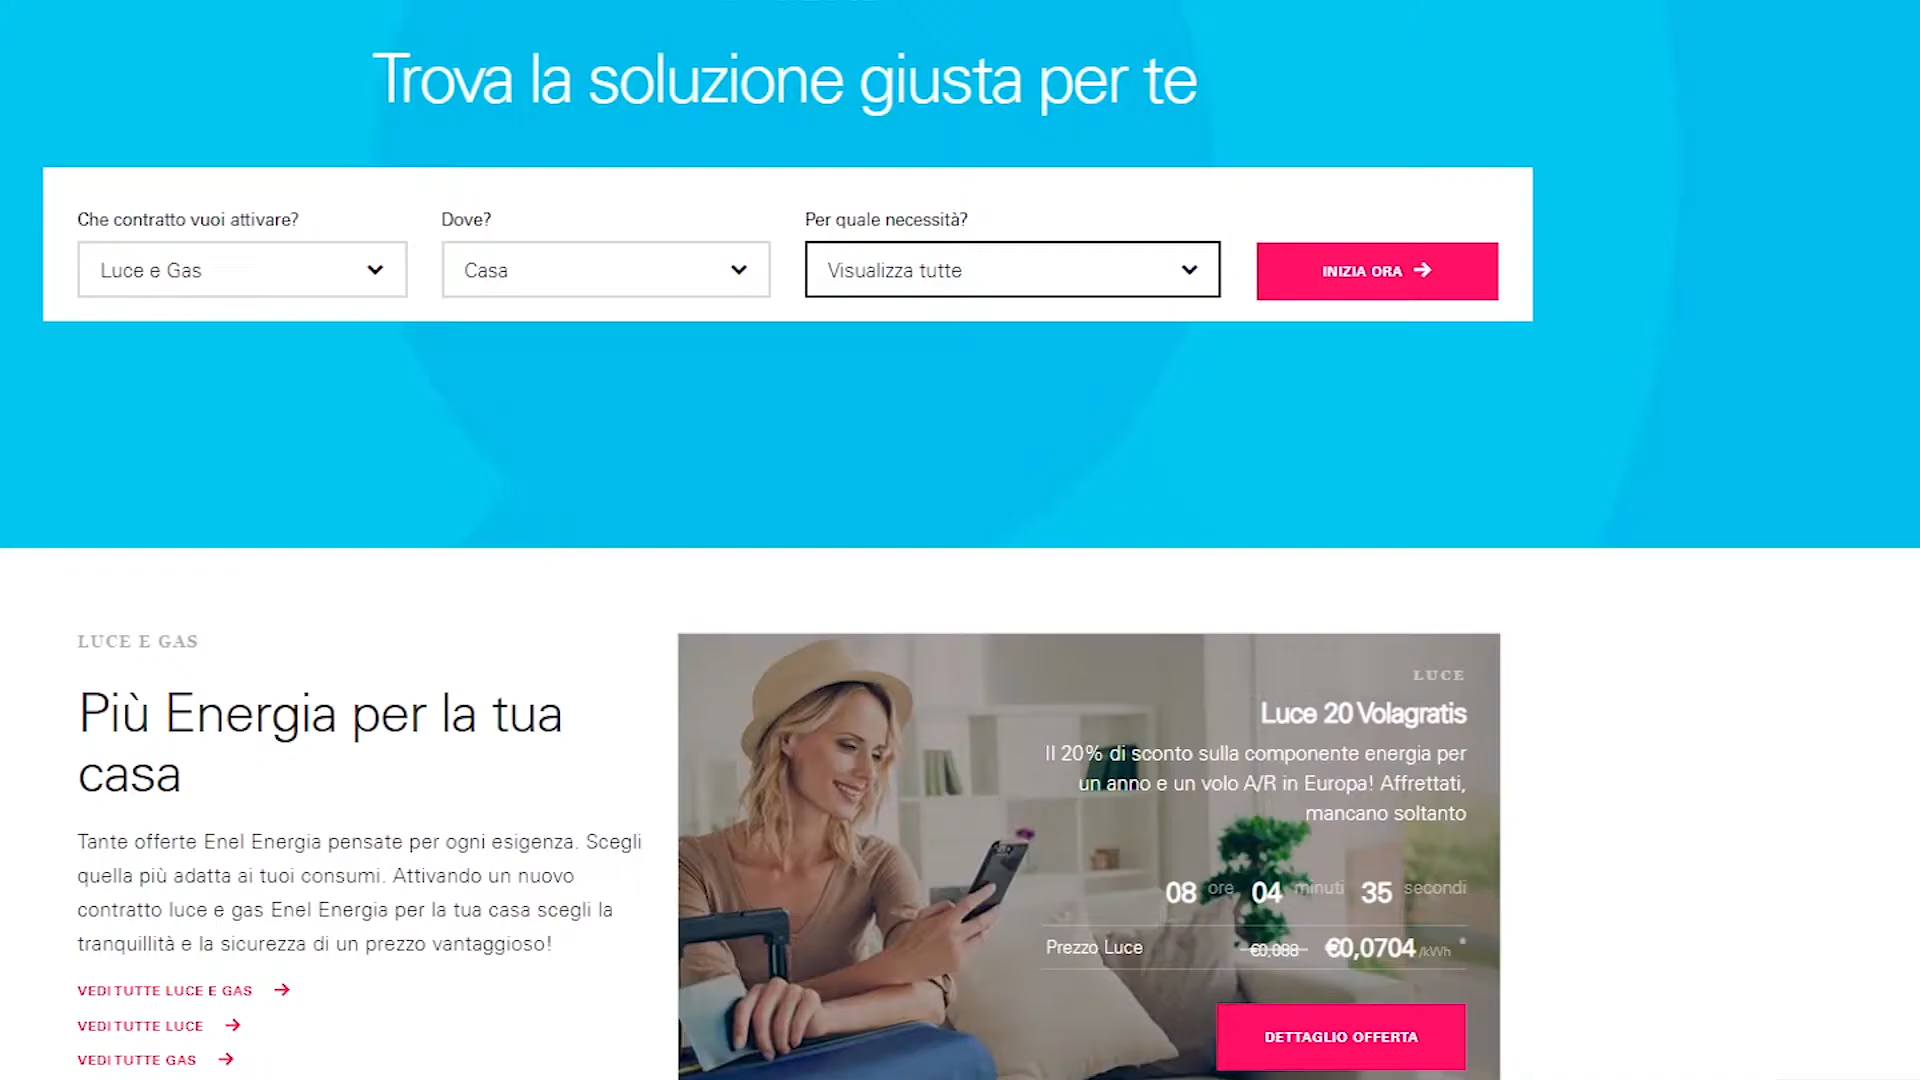 Trova la soluzione giusta per te
Che contratto vuoi attivare?
Dove?
Per quale necessità?
Luce e Gas
Casa
Visualizza tutte
INIZIA ORA
LUCE E GAS
Più Energia per la tua
casa
Tante offerte Enel Energia pensate per ogni esigenza. Scegli
quella più adatta ai tuoi consumi. Attivando un nuovo
contratto luce e gas Enel Energia per la tua casa scegli la
tranquillità e la sicurezza di un prezzo vantaggioso!
VEDI TUTTE LUCE E GAS
VEDI TUTTE LUCE
VEDI TUTTE GAS
LUCE
Luce 20 Volagratis
Il 20% di sconto sulla componente energia per
un anno e un volo A/R in Europa! Affrettati,
mancano soltanto
08 ore 04 minuti 35 secondi
Prezzo Luce €0,088 €0,0704 /kWh *
DETTAGLIO OFFERTA